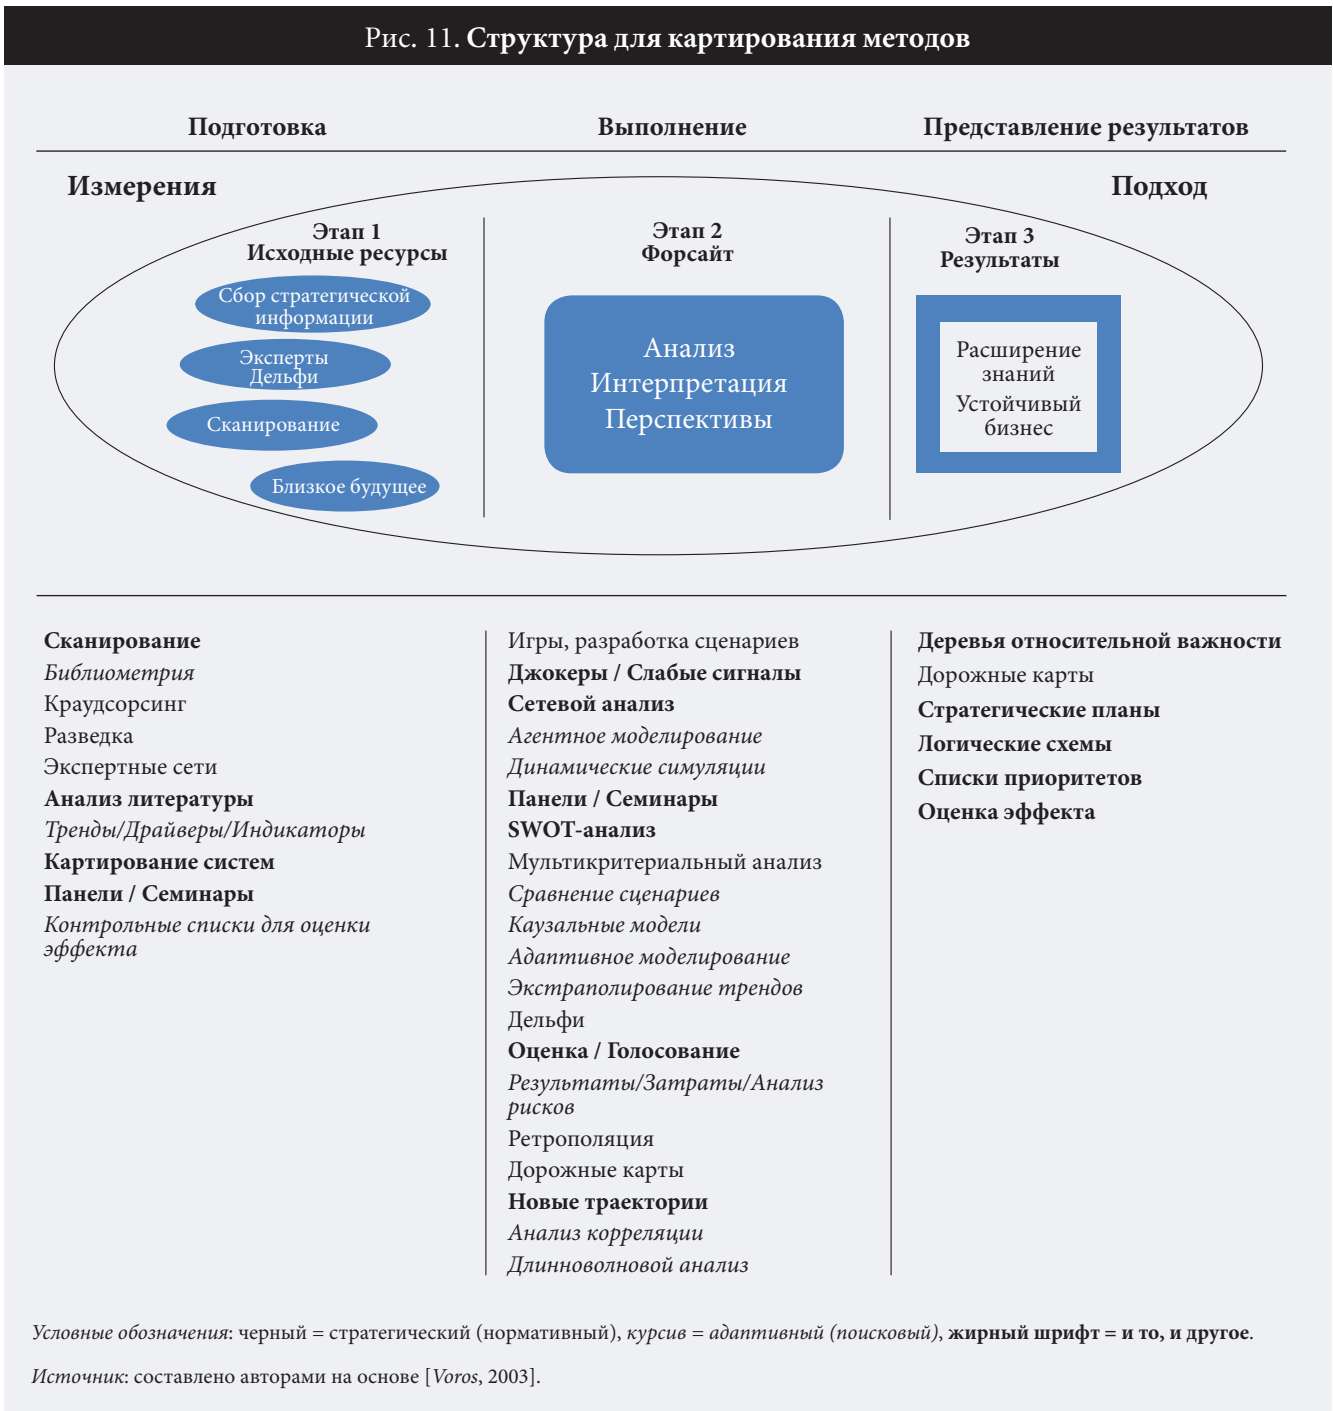 Рис. 11. Структура для картирования методов
Подготовка
Выполнение
Представление результатов
Измерения
Подход
Этап 1
Исходные ресурсы
Сбор стратегической
информации
Эксперты
Дельфи
Сканирование
Близкое будущее
Этап 2
Форсайт
Анализ
Интерпретация
Перспективы
Этап 3
Результаты
Расширение
знаний
Устойчивый
бизнес
Сканирование
Библиометрия
Краудсорсинг
Разведка
Экспертные сети
Анализ литературы
Тренды/Драйверы/Индикаторы
Картирование систем
Панели / Семинары
Контрольные списки для оценки
эффекта
Игры, разработка сценариев
Джокеры / Слабые сигналы
Сетевой анализ
Агентное моделирование
Динамические симуляции
Панели / Семинары
SWOT-анализ
Мультикритериальный анализ
Сравнение сценариев
Каузальные модели
Адаптивное моделирование
Экстраполирование трендов
Дельфи
Оценка / Голосование
Результаты/Затраты/Анализ
рисков
Ретрополяция
Дорожные карты
Новые траектории
Анализ корреляции
Длинноволновой анализ
Деревья относительной важности
Дорожные карты
Стратегические планы
Логические схемы
Списки приоритетов
Оценка эффекта
Условные обозначения: черный = стратегический (нормативный), курсив = адаптивный (поисковый), жирный шрифт = и то, и другое.
Источник: составлено авторами на основе [Voros, 2003].